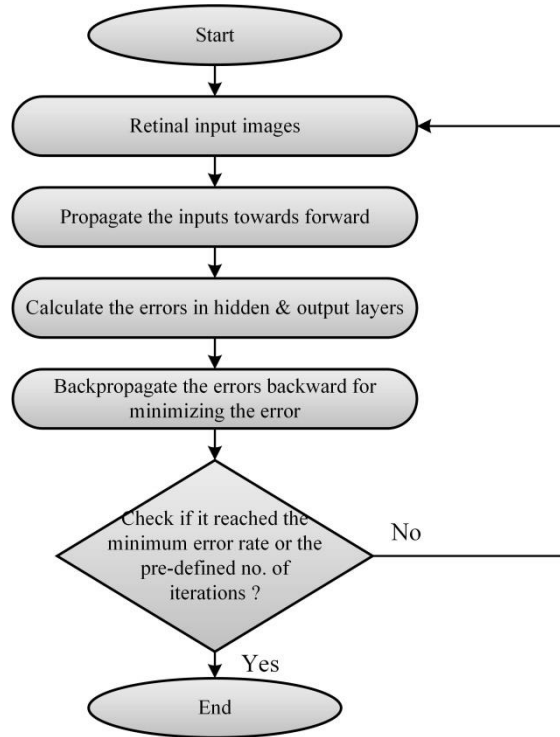 Start
Retinal input images
Propagate the inputs towards forward
Calculate the errors in hidden & output layers
Backpropagate the errors backward for
minimizing the error
Check if it reached the
minimum error rate or the
pre-defined no. of
iterations ?
No
Yes
End